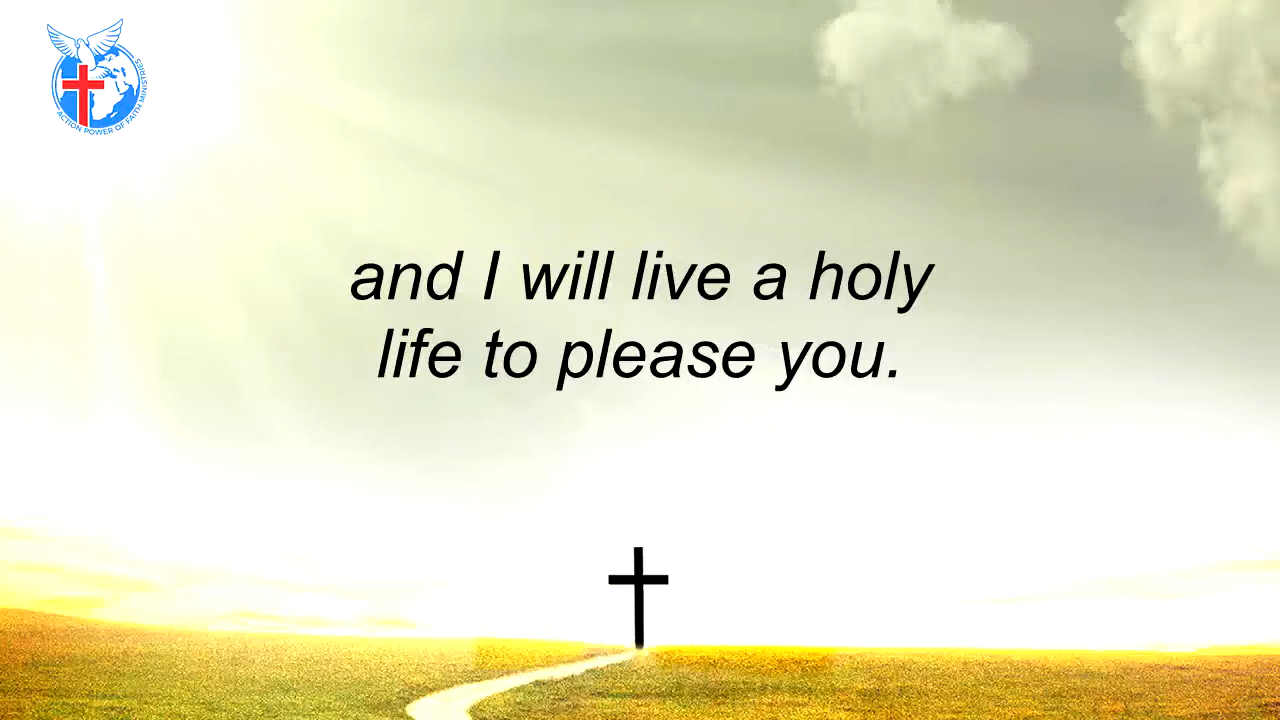 ACTION POWER OF FAITH MINISTRIES
and I will live a holy
life to please you.